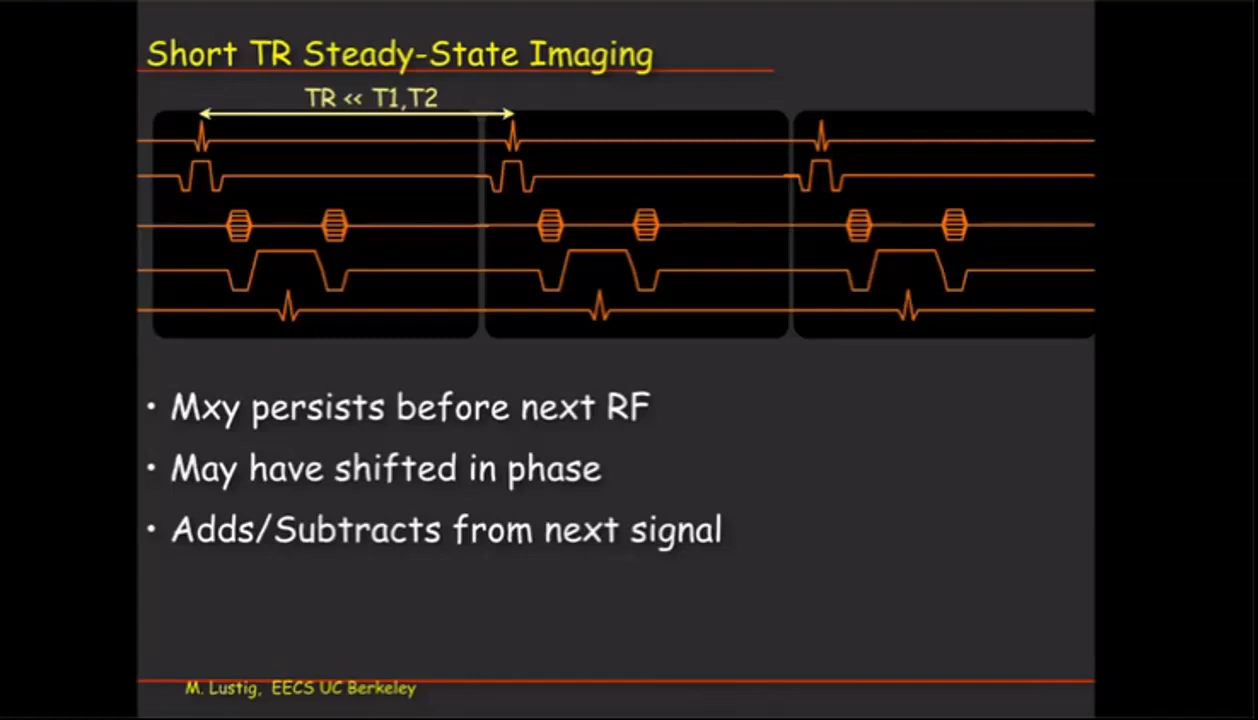 Short TR Steady-State Imaging
TR << T1,T2
• Mxy persists before next RF
• May have shifted in phase
• Adds/Subtracts from next signal
M. Lustig, EECS UC Berkeley